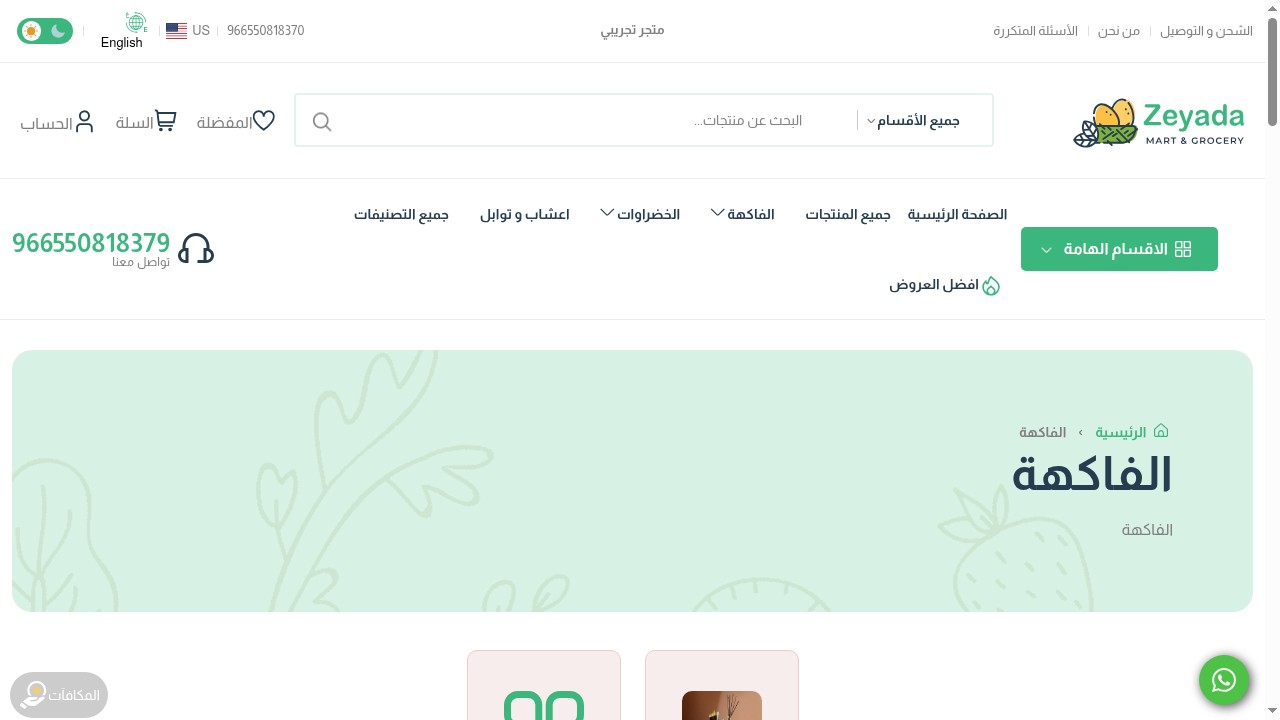 الشحن و التوصيل
من نحن
الأسئلة المتكررة
متجر تجريبي
966550818370
US
English
Zeyada
MART & GROCERY
جميع الأقسام
البحث عن منتجات...
المفضلة
السلة
الحساب
الاقسام الهامة
الصفحة الرئيسية
جميع المنتجات
الفاكهة
الخضراوات
اعشاب و توابل
جميع التصنيفات
افضل العروض
966550818379
تواصل معنا
الرئيسية › الفاكهة
الفاكهة
الفاكهة
المكافآت